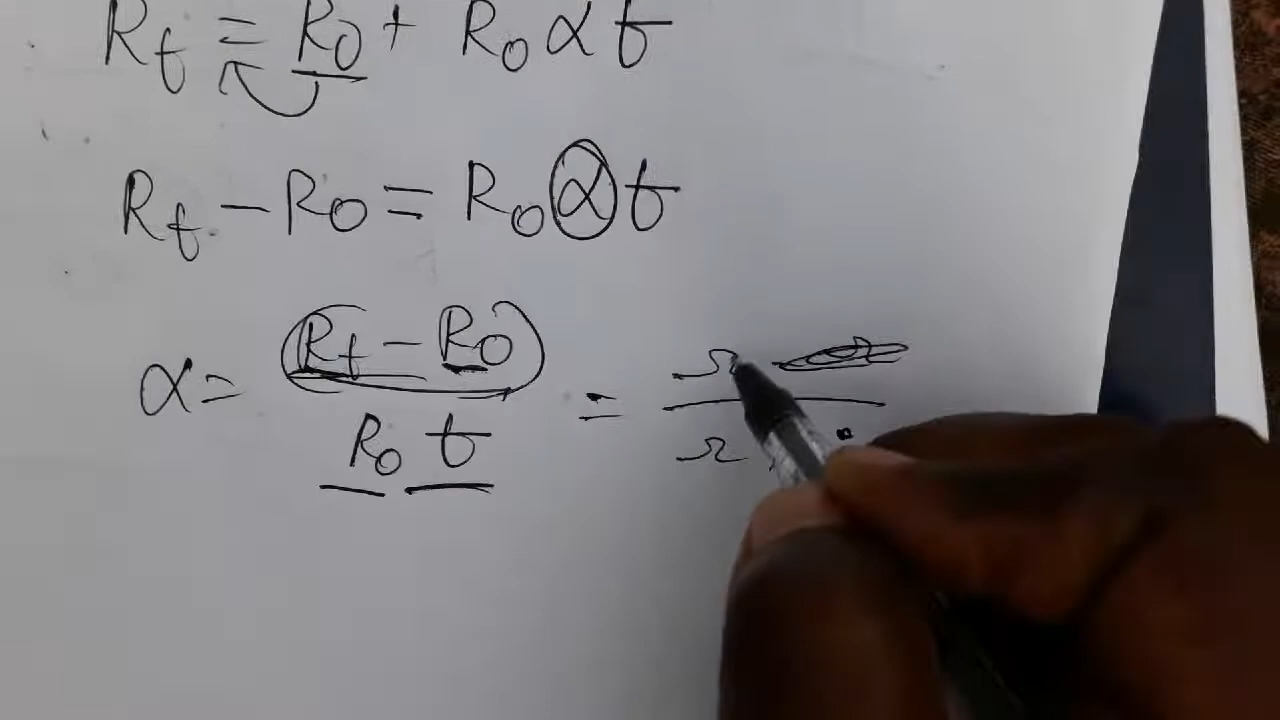 Rt = R0 + R0 α t
Rt − R0 = R0 α t
α = (Rt − R0) / R0 t = Ω / Ω